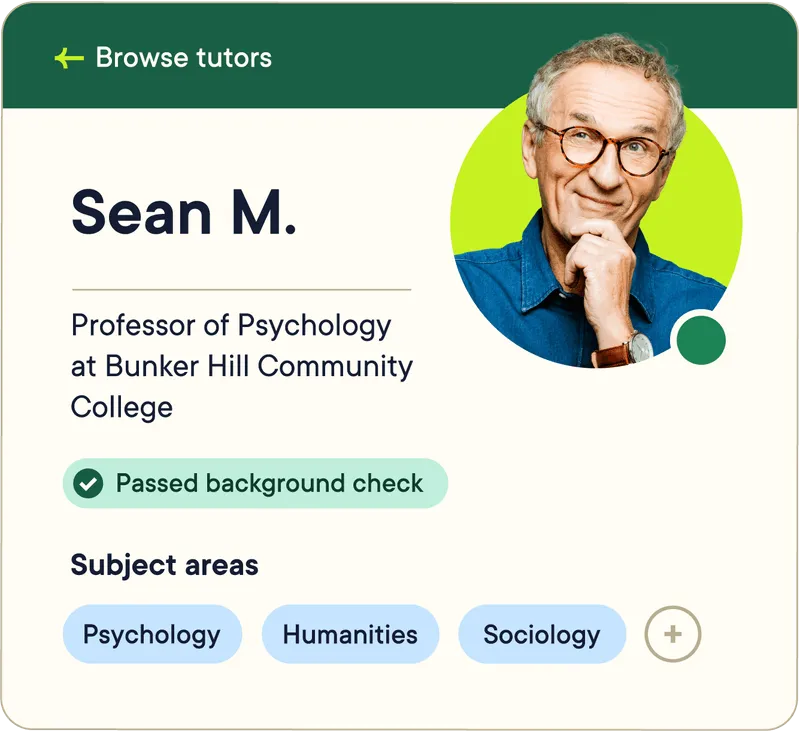 Browse tutors
Sean M.
Professor of Psychology
at Bunker Hill Community
College
Passed background check
Subject areas
Psychology Humanities Sociology +